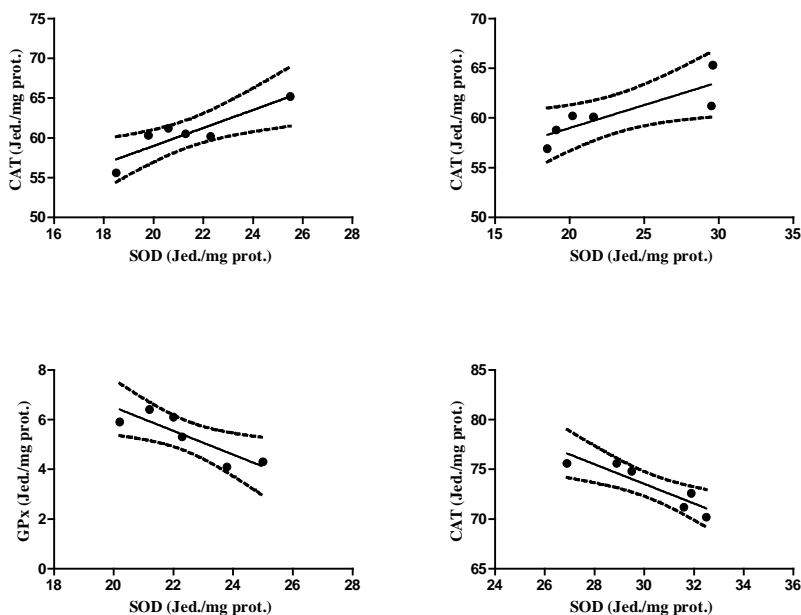 75
70
65
60
55
50
CAT (Jed./mg prot.)
16 18 20 22 24 26 28
SOD (Jed./mg prot.)
70
65
60
55
50
CAT (Jed./mg prot.)
15 20 25 30 35
SOD (Jed./mg prot.)
8
6
4
2
0
GPx (Jed./mg prot.)
18 20 22 24 26 28
SOD (Jed./mg prot.)
85
80
75
70
65
CAT (Jed./mg prot.)
24 26 28 30 32 34 36
SOD (Jed./mg prot.)